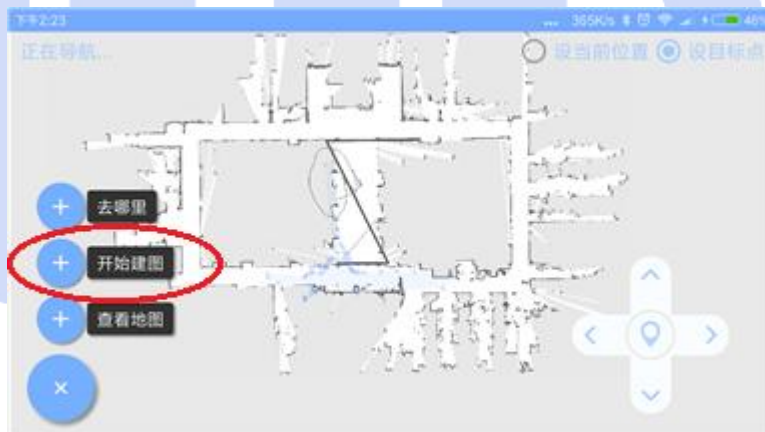 下午2:23
... 365K/s 46%
正在导航...
设当前位置 设目标点
去哪里
开始建图
查看地图